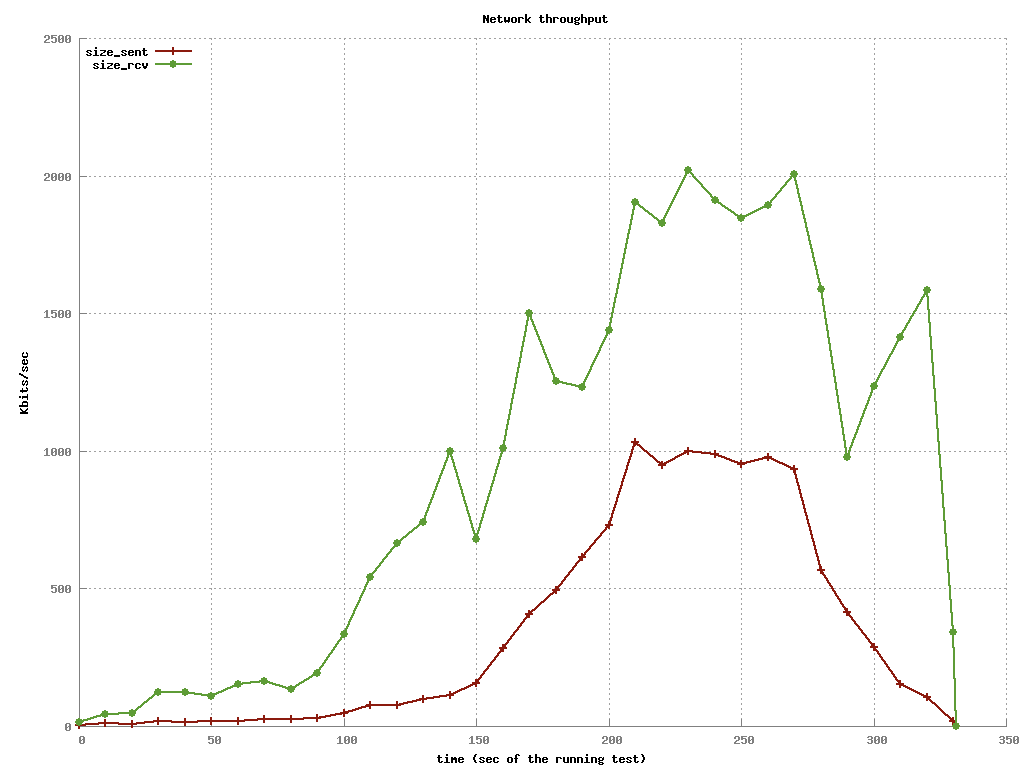 Network throughput
2500
size_sent
size_rcv
2000
1500
Kbits/sec
1000
500
0
0 50 100 150 200 250 300 350
time (sec of the running test)